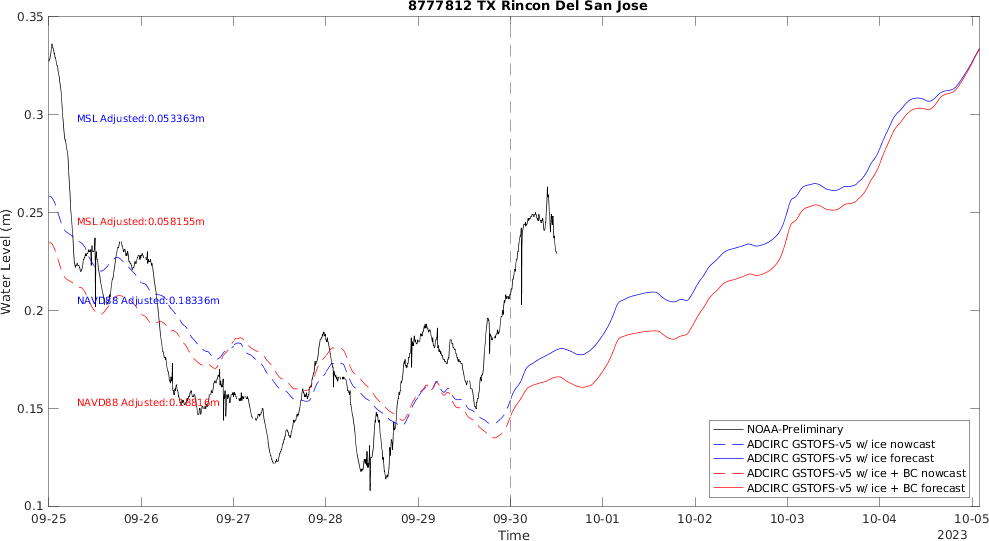 8777812 TX Rincon Del San Jose
0.35
0.3
0.25
0.2
0.15
0.1
Water Level (m)
MSL Adjusted:0.053363m
MSL Adjusted:0.058155m
NAVD88 Adjusted:0.18336m
NAVD88 Adjusted:0.18816m
NOAA-Preliminary
ADCIRC GSTOFS-v5 w/ ice nowcast
ADCIRC GSTOFS-v5 w/ ice forecast
ADCIRC GSTOFS-v5 w/ ice + BC nowcast
ADCIRC GSTOFS-v5 w/ ice + BC forecast
09-25 09-26 09-27 09-28 09-29 09-30 10-01 10-02 10-03 10-04 10-05
Time
2023